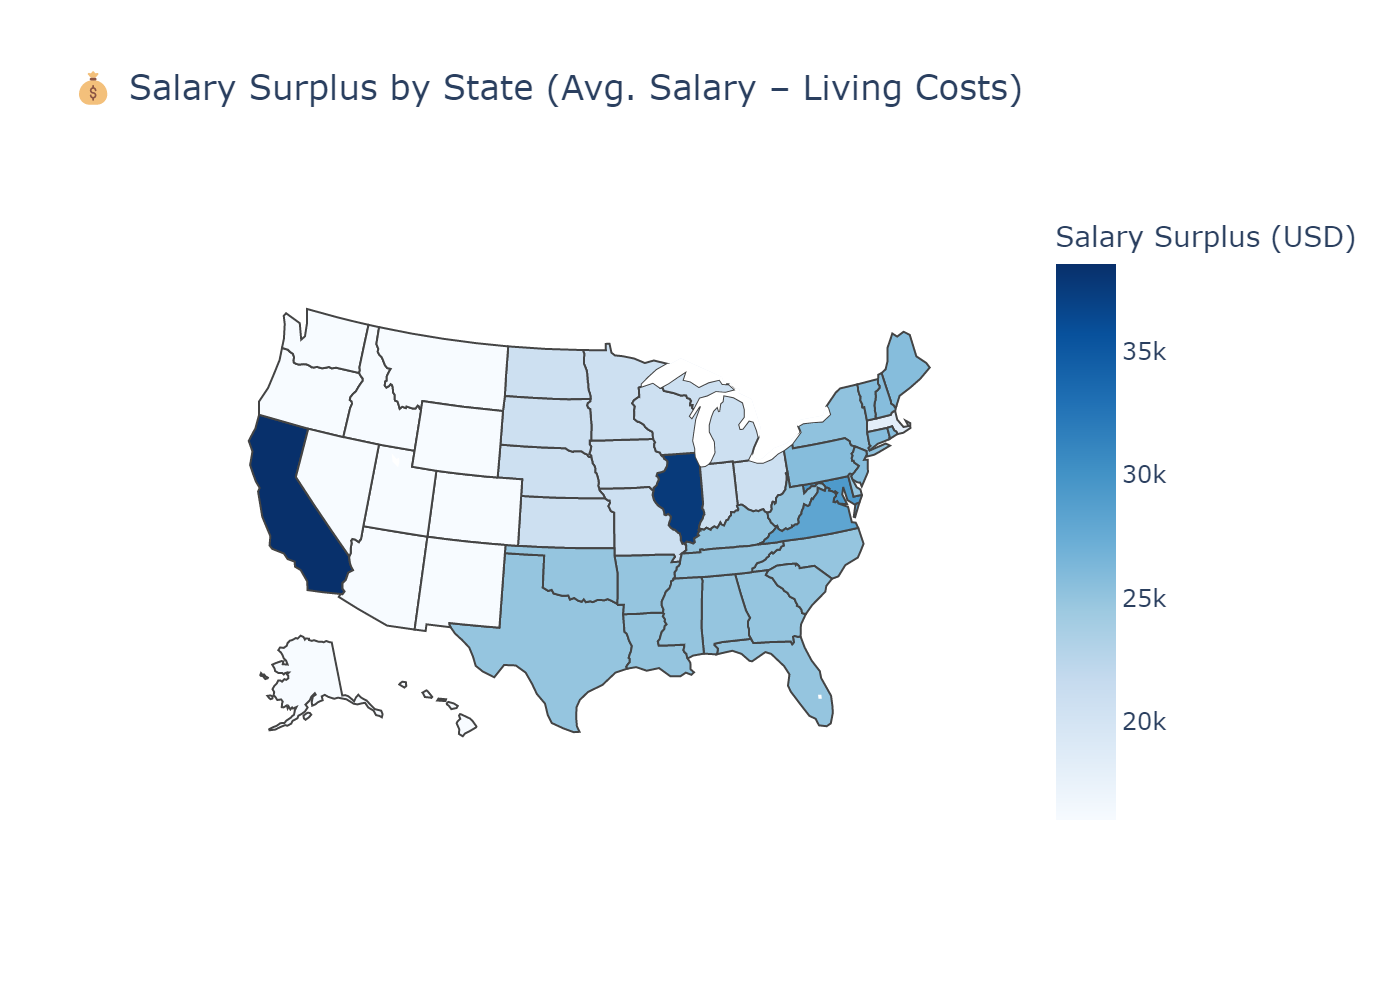 💰 Salary Surplus by State (Avg. Salary – Living Costs)
Salary Surplus (USD)
35k
30k
25k
20k